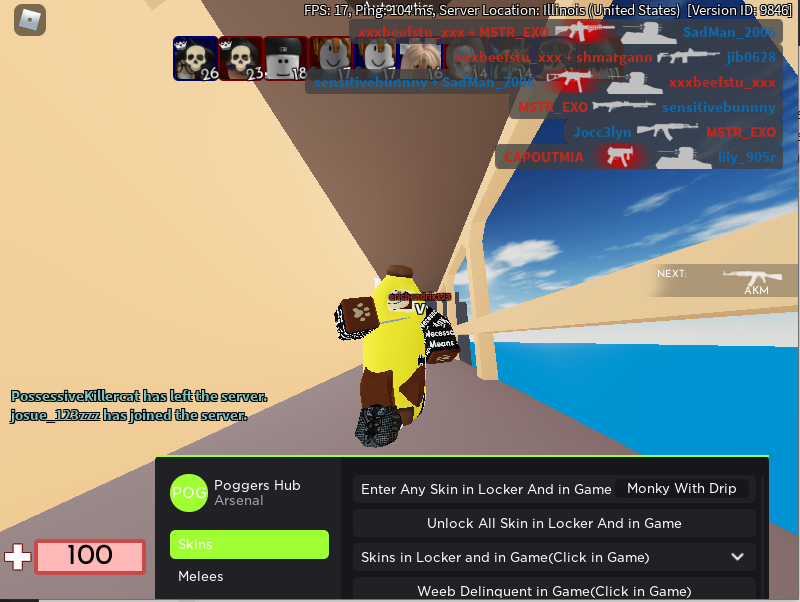 FPS: 17, Ping: 104 ms, Server Location: Illinois (United States) [Version ID: 9846]
xxxbeefstu_xxx + MSTR_EXO SadMan_2006
xxxbeefstu_xxx + shmargann jib0628
sensitivebunnny + SadMan_2006 xxxbeefstu_xxx
MSTR_EXO sensitivebunnny
Jocc3lyn MSTR_EXO
CAPOUTMIA lily_905r
26 23 18 17 17 16 14 14 14 11
NEXT:
AKM
V
Necessary
Means
PossessiveKillercat has left the server.
josue_123zzz has joined the server.
100
POG
Poggers Hub
Arsenal
Skins
Melees
Enter Any Skin in Locker And in Game Monky With Drip
Unlock All Skin in Locker And in Game
Skins in Locker and in Game(Click in Game)
Weeb Delinquent in Game(Click in Game)